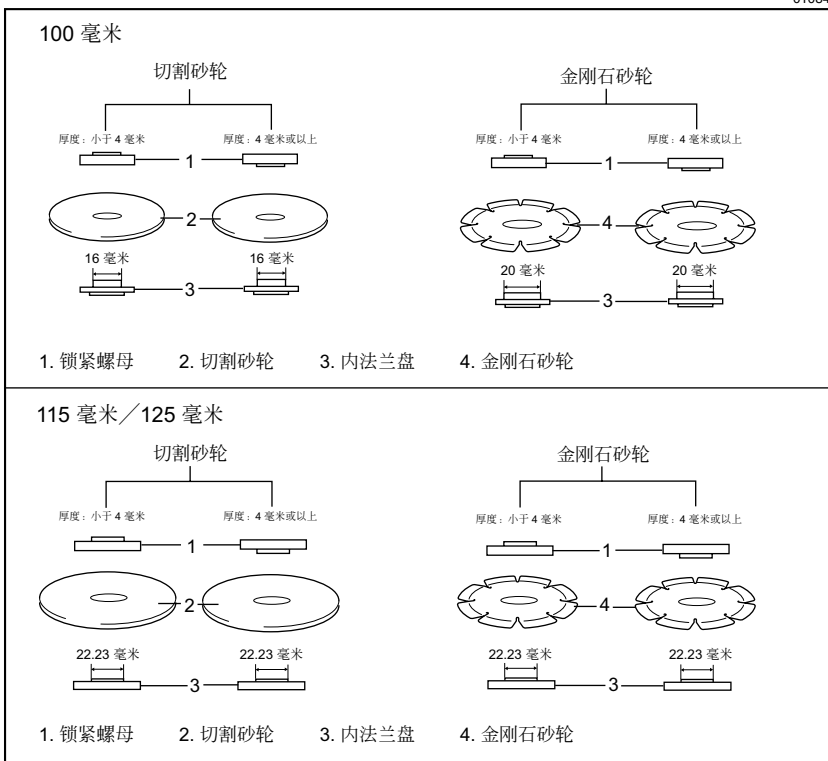 100 毫米
切割砂轮 金刚石砂轮
厚度：小于 4 毫米 厚度：4 毫米或以上 厚度：小于 4 毫米 厚度：4 毫米或以上
1 1
2 4
16 毫米 16 毫米 20 毫米 20 毫米
3 3
1. 锁紧螺母 2. 切割砂轮 3. 内法兰盘 4. 金刚石砂轮
115 毫米／125 毫米
切割砂轮 金刚石砂轮
厚度：小于 4 毫米 厚度：4 毫米或以上 厚度：小于 4 毫米 厚度：4 毫米或以上
1 1
2 4
22.23 毫米 22.23 毫米 22.23 毫米 22.23 毫米
3 3
1. 锁紧螺母 2. 切割砂轮 3. 内法兰盘 4. 金刚石砂轮